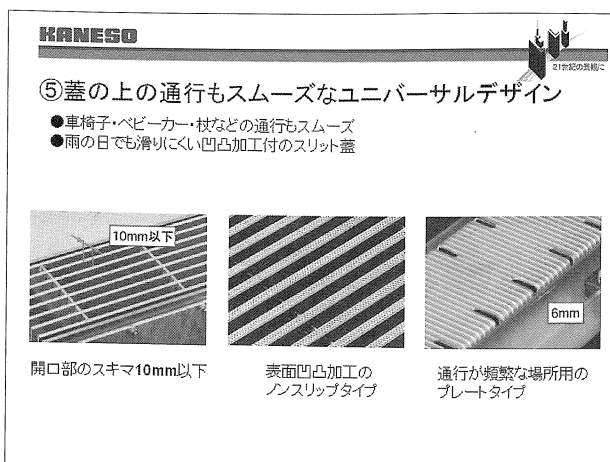 KANESO
21世紀の景観に
⑤蓋の上の通行もスムーズなユニバーサルデザイン
●車椅子・ベビーカー・杖などの通行もスムーズ
●雨の日でも滑りにくい凹凸加工付のスリット蓋
10mm以下
6mm
開口部のスキマ10mm以下
表面凹凸加工の
ノンスリップタイプ
通行が頻繁な場所用の
プレートタイプ